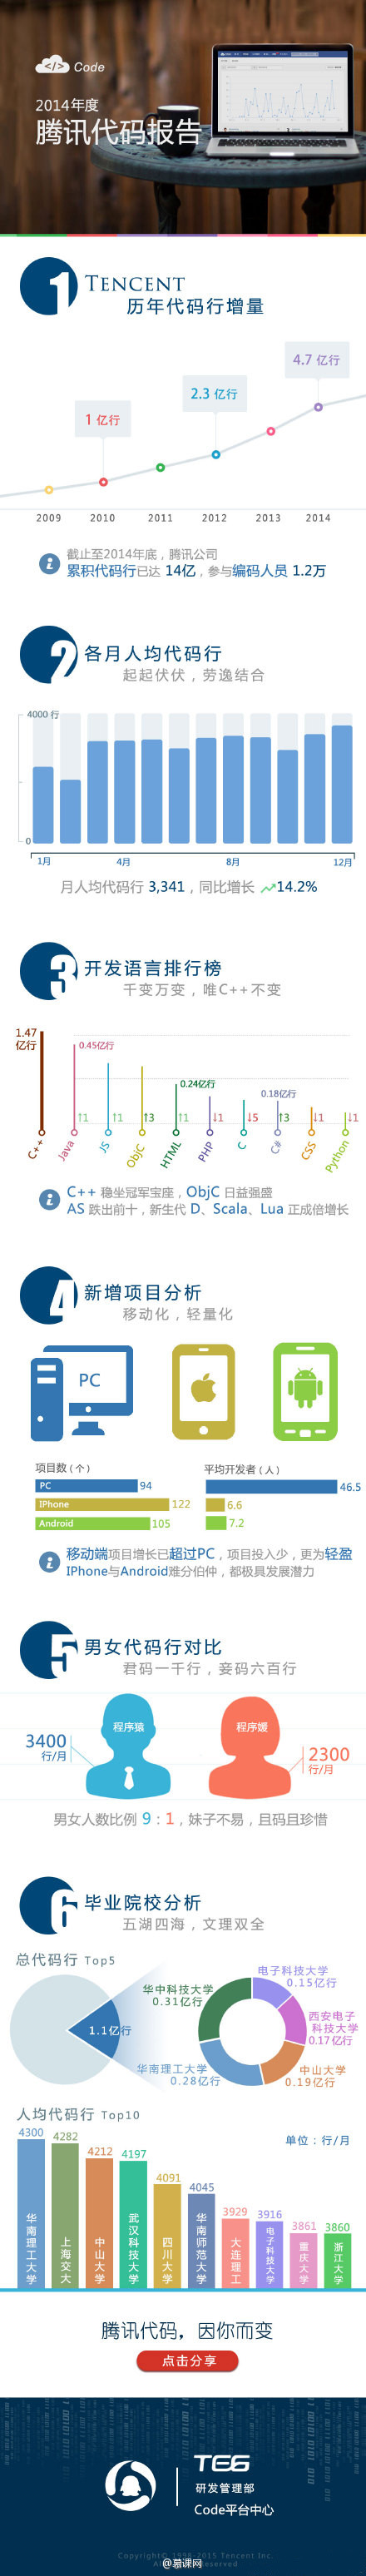 </> Code
2014年度
腾讯代码报告
1 TENCENT
历年代码行增量
4.7 亿行
2.3 亿行
1 亿行
2009 2010 2011 2012 2013 2014
i 截止至2014年底，腾讯公司
累积代码行已达 14亿，参与编码人员 1.2万
2 各月人均代码行
起起伏伏，劳逸结合
4000 行
0
1月 4月 8月 12月
月人均代码行 3,341，同比增长 14.2%
3 开发语言排行榜
千变万变，唯C++不变
1.47
亿行
0.45亿行
0.24亿行
0.18亿行
↑1 ↑1 ↑3 ↑1 ↓1 ↓5 ↑3 ↓1 ↓1
C++ Java JS ObjC HTML PHP C C# CSS Python
i C++ 稳坐冠军宝座，ObjC 日益强盛
AS 跌出前十，新生代 D、Scala、Lua 正成倍增长
4 新增项目分析
移动化，轻量化
PC
项目数（个） 平均开发者（人）
PC 94 46.5
IPhone 122 6.6
Android 105 7.2
i 移动端项目增长已超过PC，项目投入少，更为轻盈
IPhone与Android难分伯仲，都极具发展潜力
5 男女代码行对比
君码一千行，妾码六百行
程序猿 程序媛
3400
行/月
2300
行/月
男女人数比例 9：1，妹子不易，且码且珍惜
6 毕业院校分析
五湖四海，文理双全
总代码行 Top5
1.1亿行
电子科技大学
0.15亿行
华中科技大学
0.31亿行
西安电子
科技大学
0.17亿行
华南理工大学
0.28亿行
中山大学
0.19亿行
人均代码行 Top10
单位：行/月
4300 4282 4212 4197 4091 4045 3929 3916 3861 3860
华南理工大学 上海交大 中山大学 武汉科技大学 四川大学 华南师范大学 大连理工 电子科技大学 重庆大学 浙江大学
腾讯代码，因你而变
点击分享
TEG
研发管理部
Code平台中心
Copyright© 1998-2015 Tencent Inc.
All Reserved
@慕课网